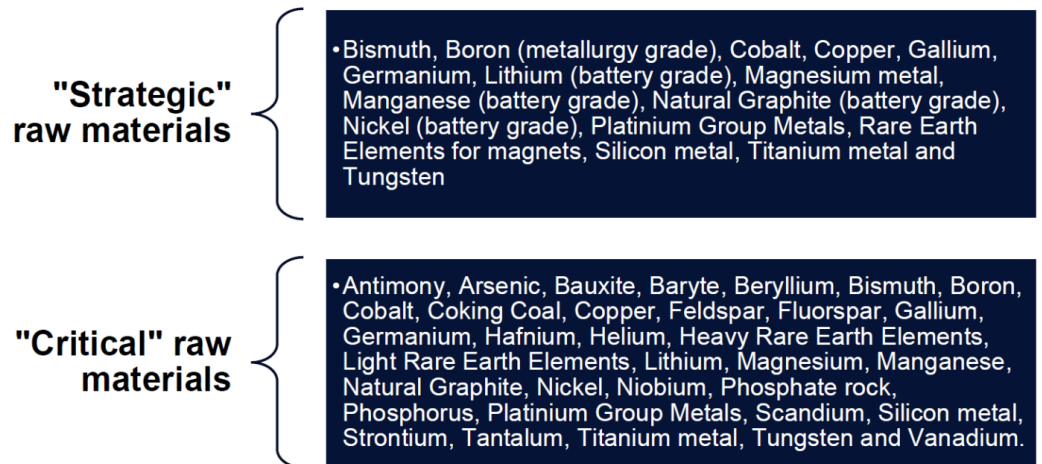 "Strategic"
raw materials
•Bismuth, Boron (metallurgy grade), Cobalt, Copper, Gallium,
Germanium, Lithium (battery grade), Magnesium metal,
Manganese (battery grade), Natural Graphite (battery grade),
Nickel (battery grade), Platinium Group Metals, Rare Earth
Elements for magnets, Silicon metal, Titanium metal and
Tungsten
"Critical" raw
materials
•Antimony, Arsenic, Bauxite, Baryte, Beryllium, Bismuth, Boron,
Cobalt, Coking Coal, Copper, Feldspar, Fluorspar, Gallium,
Germanium, Hafnium, Helium, Heavy Rare Earth Elements,
Light Rare Earth Elements, Lithium, Magnesium, Manganese,
Natural Graphite, Nickel, Niobium, Phosphate rock,
Phosphorus, Platinium Group Metals, Scandium, Silicon metal,
Strontium, Tantalum, Titanium metal, Tungsten and Vanadium.